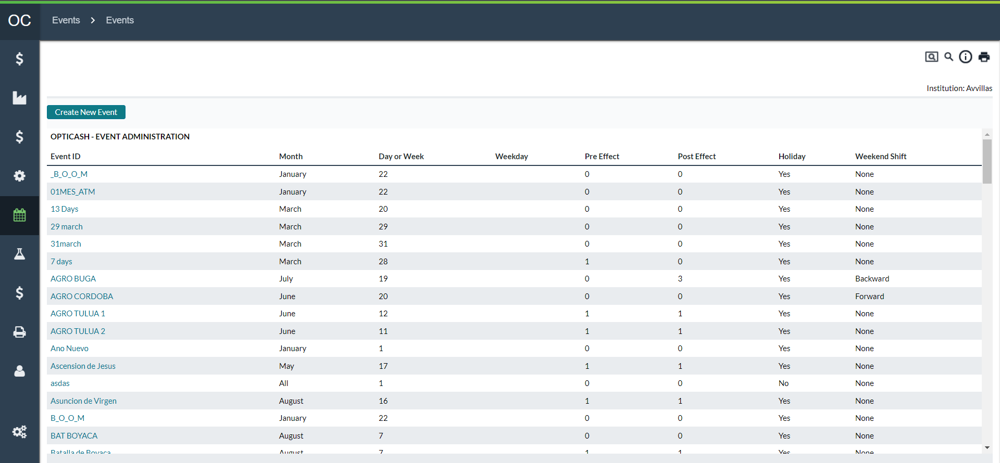 OC Events Events
Institution: Avvillas
Create New Event
OPTICASH - EVENT ADMINISTRATION
Event ID Month Day or Week Weekday Pre Effect Post Effect Holiday Weekend Shift
_B_O_O_M January 22 0 0 Yes None
01MES_ATM January 22 0 0 Yes None
13 Days March 20 0 0 Yes None
29 march March 29 0 0 Yes None
31march March 31 0 0 Yes None
7 days March 28 1 0 Yes None
AGRO BUGA July 19 0 3 Yes Backward
AGRO CORDOBA June 20 0 0 Yes Forward
AGRO TULUA 1 June 12 1 1 Yes None
AGRO TULUA 2 June 11 1 1 Yes None
Ano Nuevo January 1 0 0 Yes None
Ascension de Jesus May 17 1 1 Yes None
asdas All 1 0 0 No None
Asuncion de Virgen August 16 1 1 Yes None
B_O_O_M January 22 0 0 Yes None
BAT BOYACA August 7 0 0 Yes None
Batalla de Boyaca August 7 1 1 Yes None